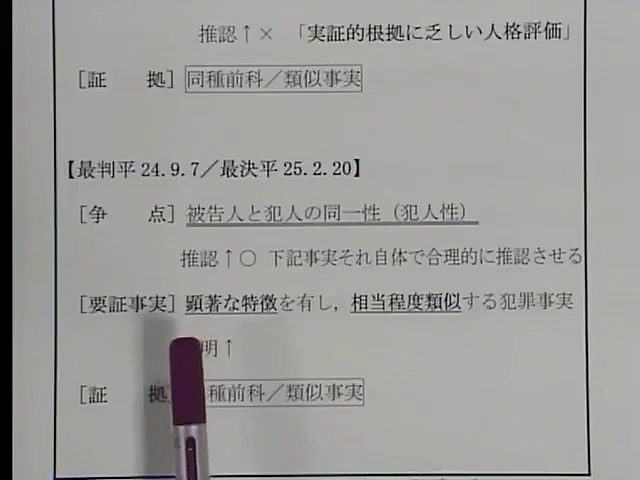 推認↑× 「実証的根拠に乏しい人格評価」
［証　　拠］同種前科／類似事実
【最判平24.9.7／最決平25.2.20】
［争　　点］被告人と犯人の同一性（犯人性）
推認↑○ 下記事実それ自体で合理的に推認させる
［要証事実］顕著な特徴を有し，相当程度類似する犯罪事実
明↑
［証　　拠］種前科／類似事実